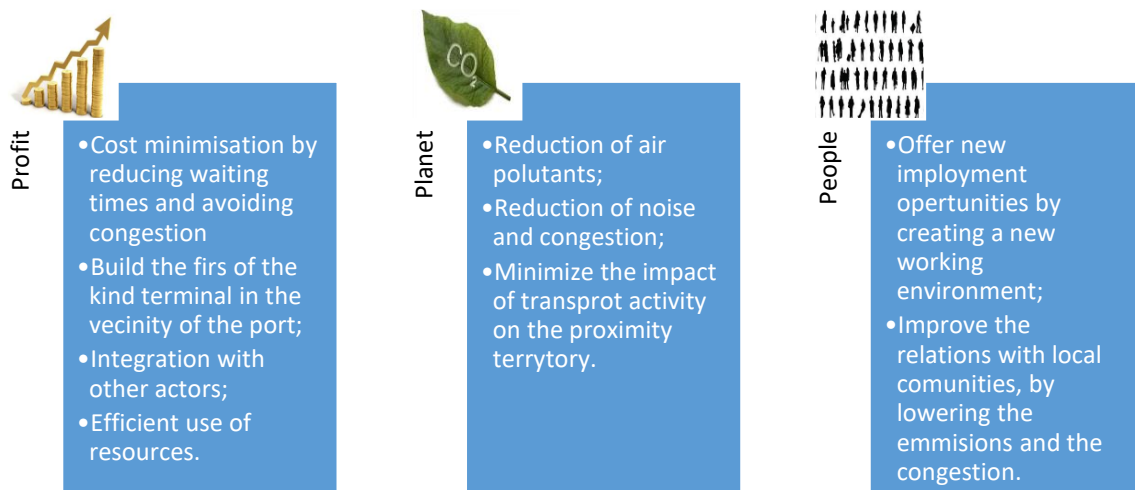 Profit
•Cost minimisation by
reducing waiting
times and avoiding
congestion
•Build the firs of the
kind terminal in the
vecinity of the port;
•Integration with
other actors;
•Efficient use of
resources.
CO2
Planet
•Reduction of air
polutants;
•Reduction of noise
and congestion;
•Minimize the impact
of transprot activity
on the proximity
terrytory.
People
•Offer new
imployment
opertunities by
creating a new
working
environment;
•Improve the
relations with local
comunities, by
lowering the
emmisions and the
congestion.